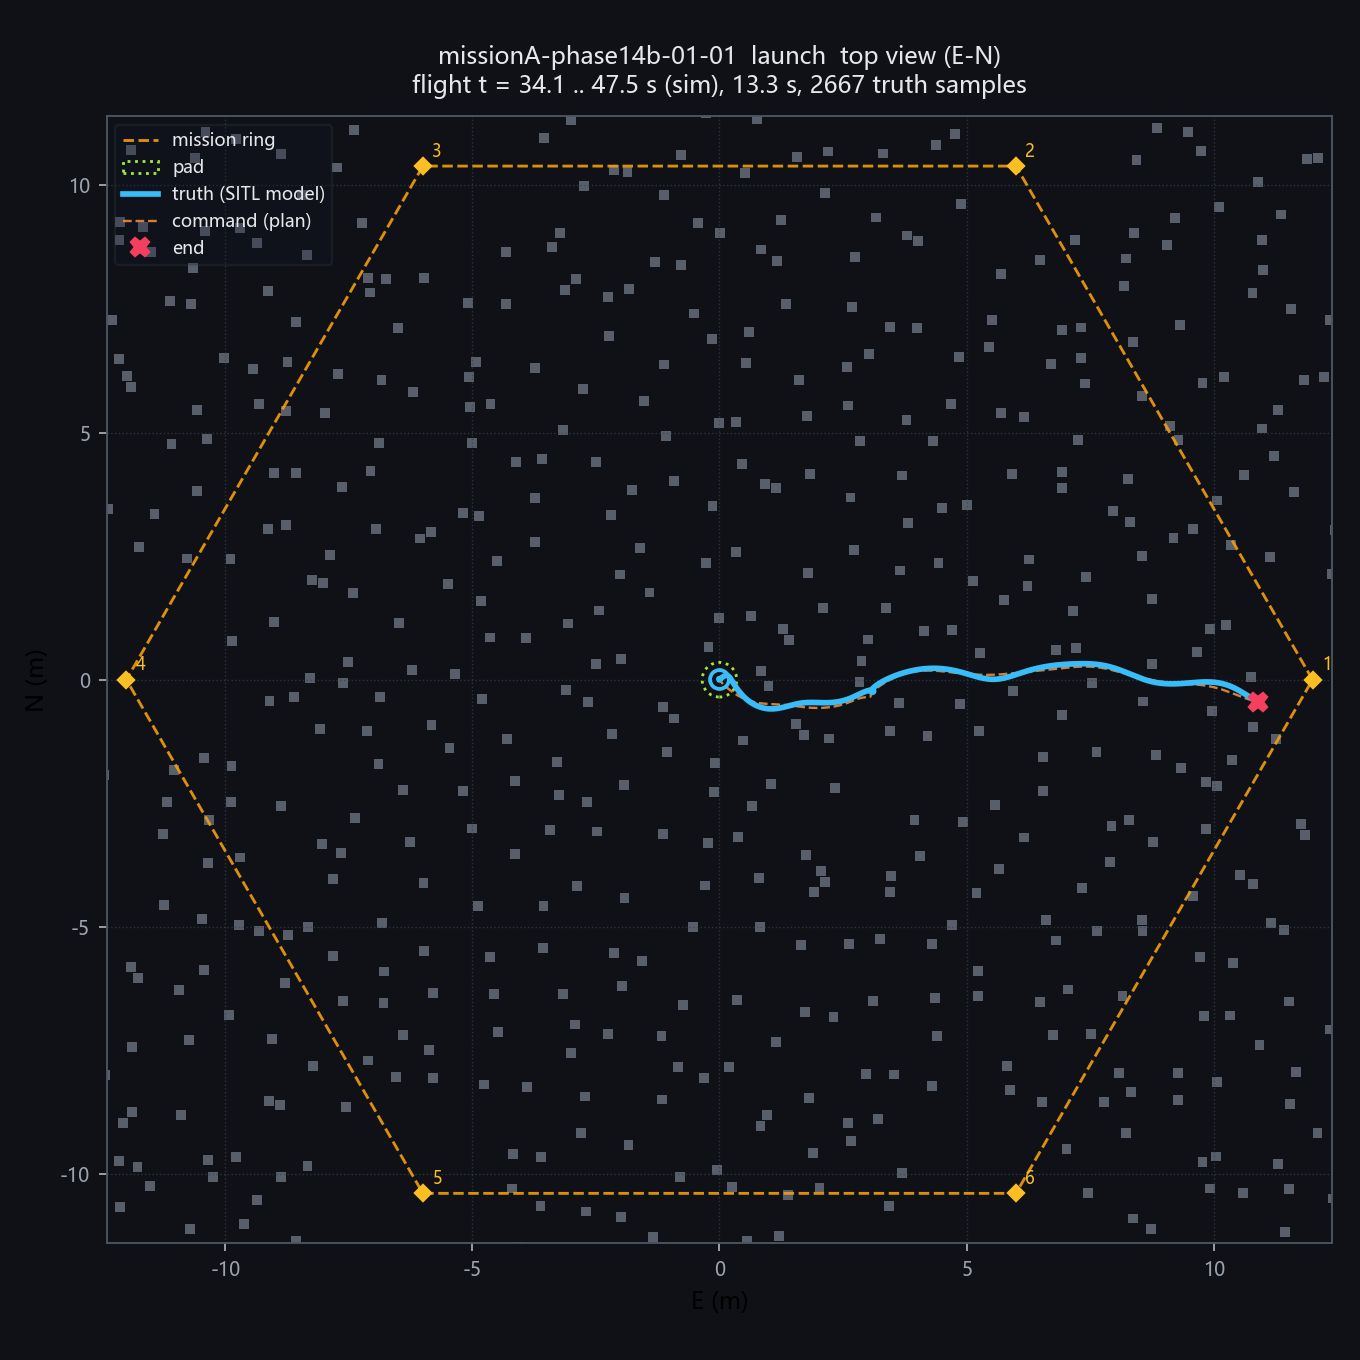 missionA-phase14b-01-01  launch  top view (E-N)
flight t = 34.1 .. 47.5 s (sim), 13.3 s, 2667 truth samples
mission ring
pad
truth (SITL model)
command (plan)
end
3
2
4
1
5
6
10
5
0
-5
-10
N (m)
-10
-5
0
5
10
E (m)